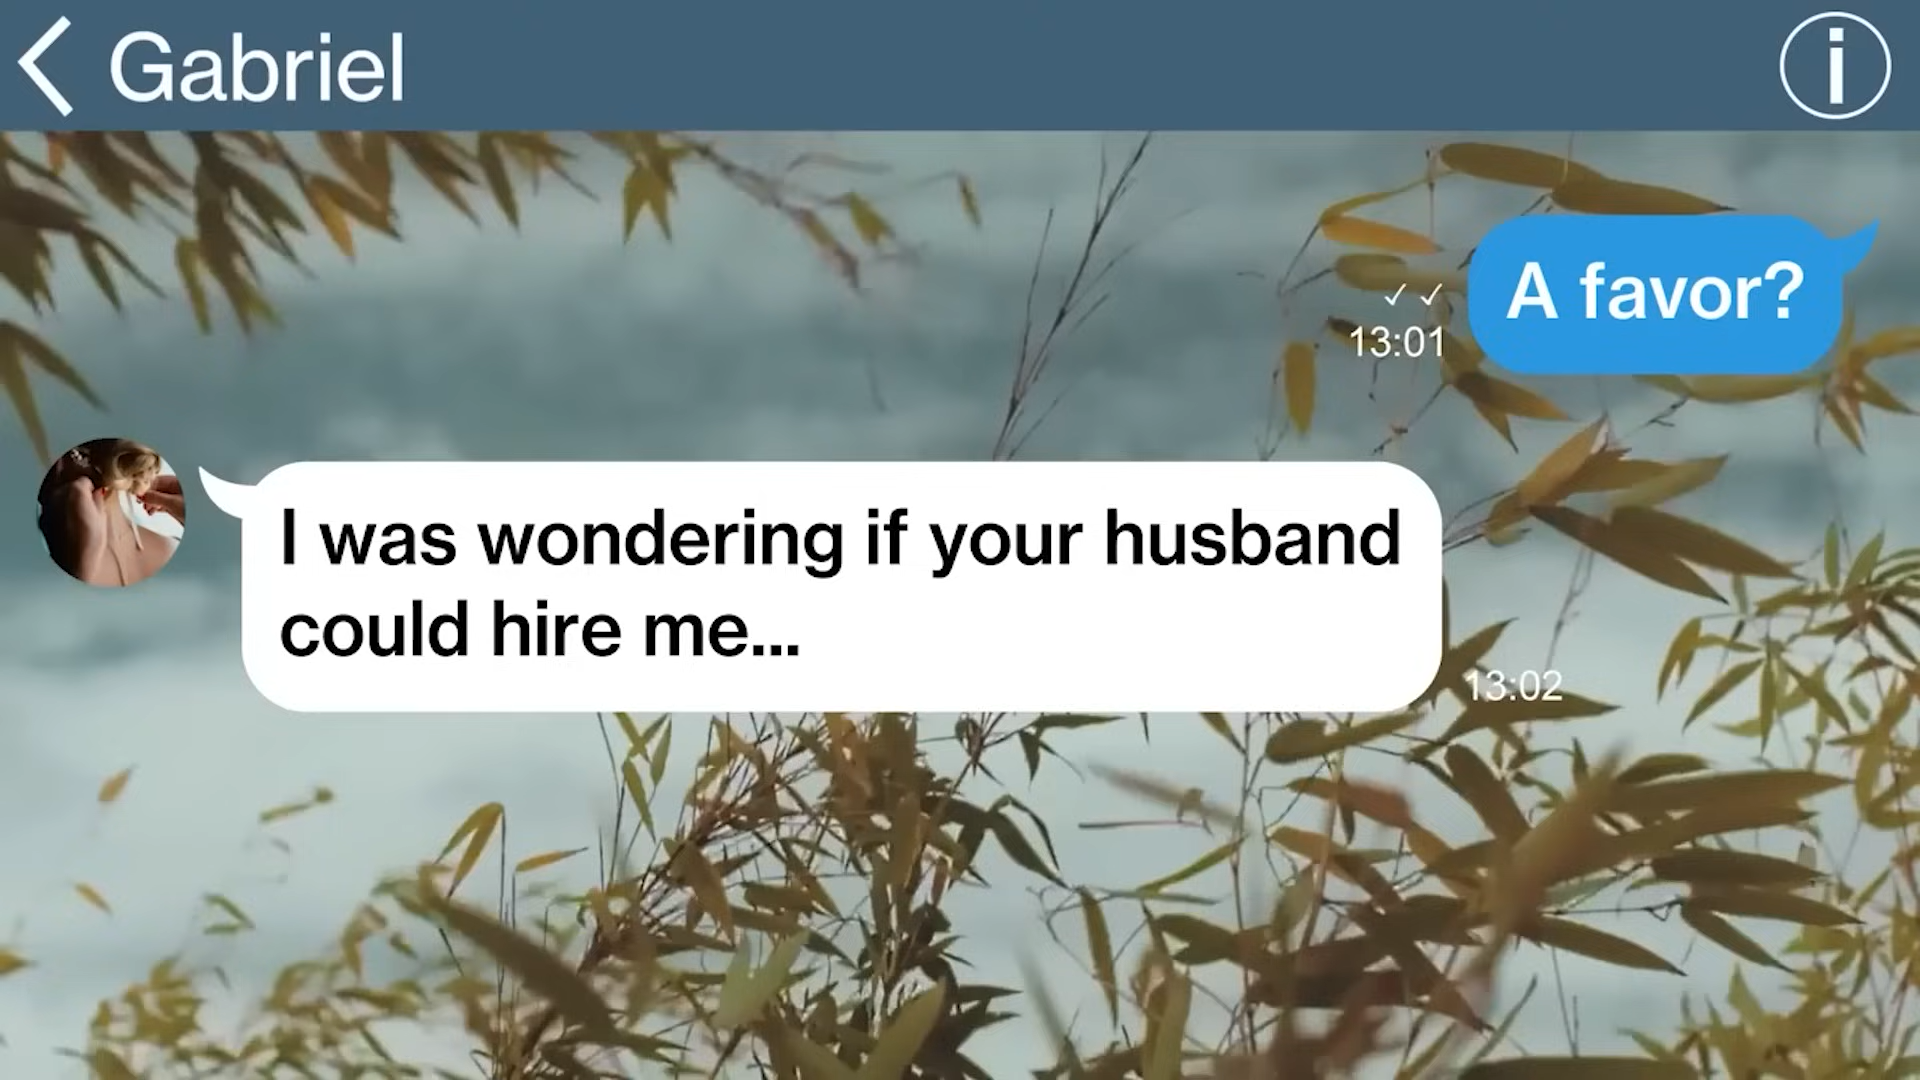 Gabriel
A favor?
13:01
I was wondering if your husband
could hire me...
13:02